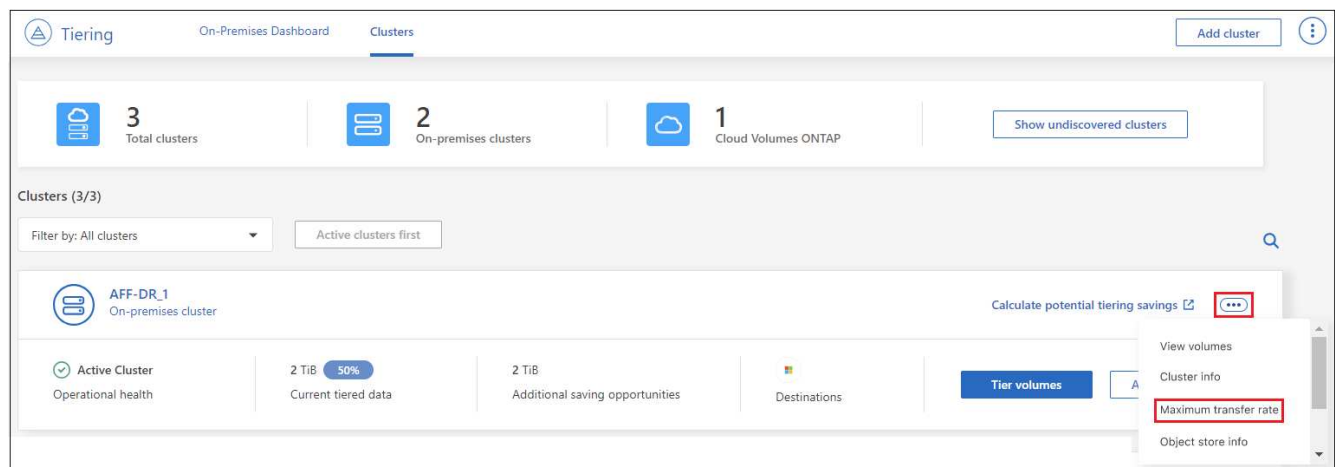 Tiering
On-Premises Dashboard
Clusters
Add cluster
3
Total clusters
2
On-premises clusters
1
Cloud Volumes ONTAP
Show undiscovered clusters
Clusters (3/3)
Filter by: All clusters
Active clusters first
AFF-DR_1
On-premises cluster
Calculate potential tiering savings
View volumes
Cluster info
Maximum transfer rate
Object store info
Active Cluster
Operational health
2 TiB 50%
Current tiered data
2 TiB
Additional saving opportunities
Destinations
Tier volumes
A